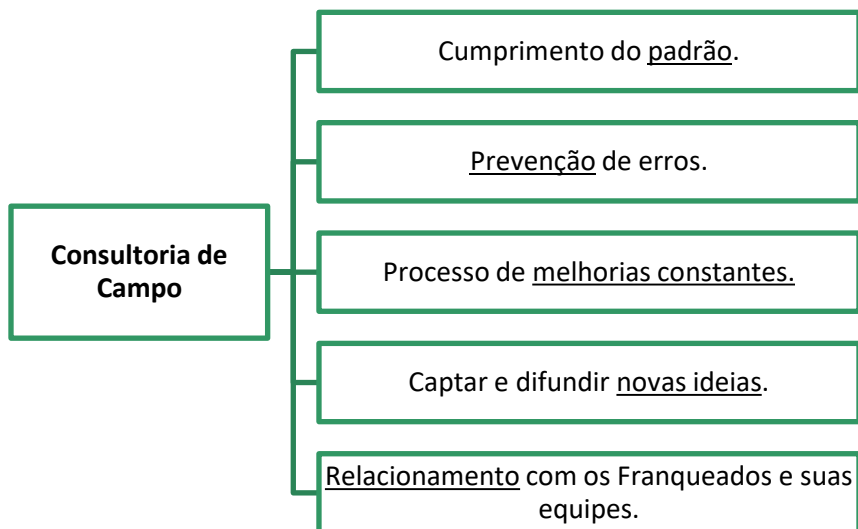 Cumprimento do padrão.
Prevenção de erros.
Consultoria de
Campo
Processo de melhorias constantes.
Captar e difundir novas ideias.
Relacionamento com os Franqueados e suas
equipes.